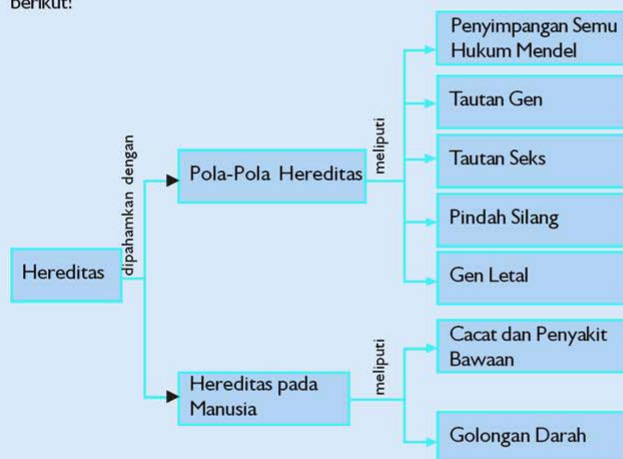 berikut:
Penyimpangan Semu
Hukum Mendel
Tautan Gen
Tautan Seks
Pindah Silang
Gen Letal
meliputi
Pola-Pola Hereditas
dipahamkan dengan
Hereditas
Hereditas pada
Manusia
meliputi
Cacat dan Penyakit
Bawaan
Golongan Darah